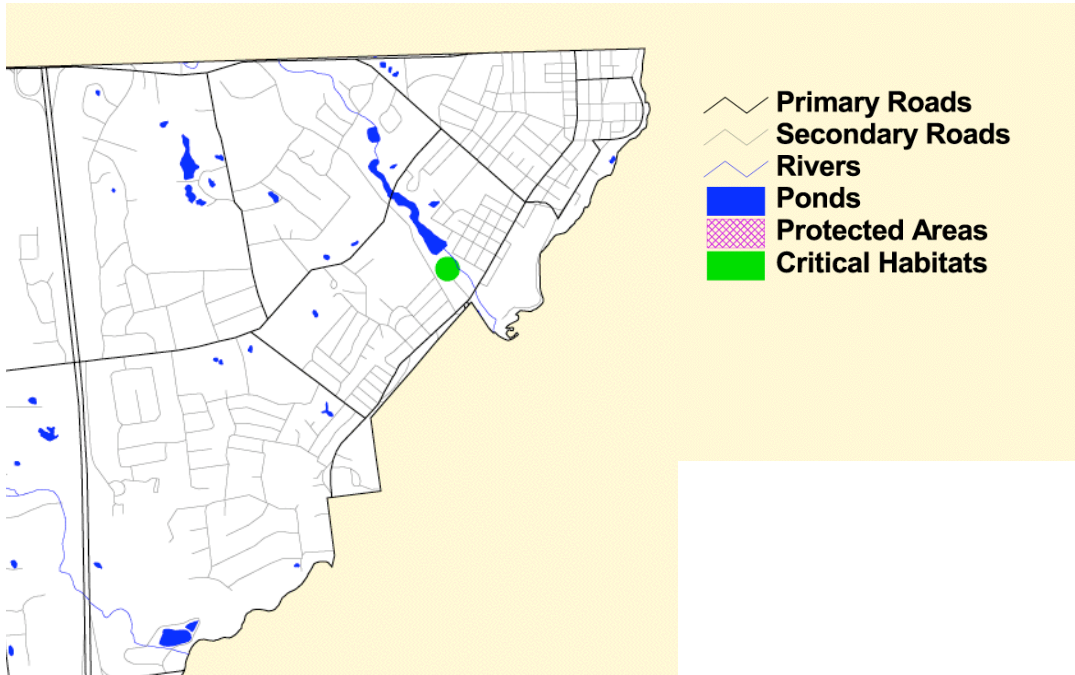 Primary Roads
Secondary Roads
Rivers
Ponds
Protected Areas
Critical Habitats